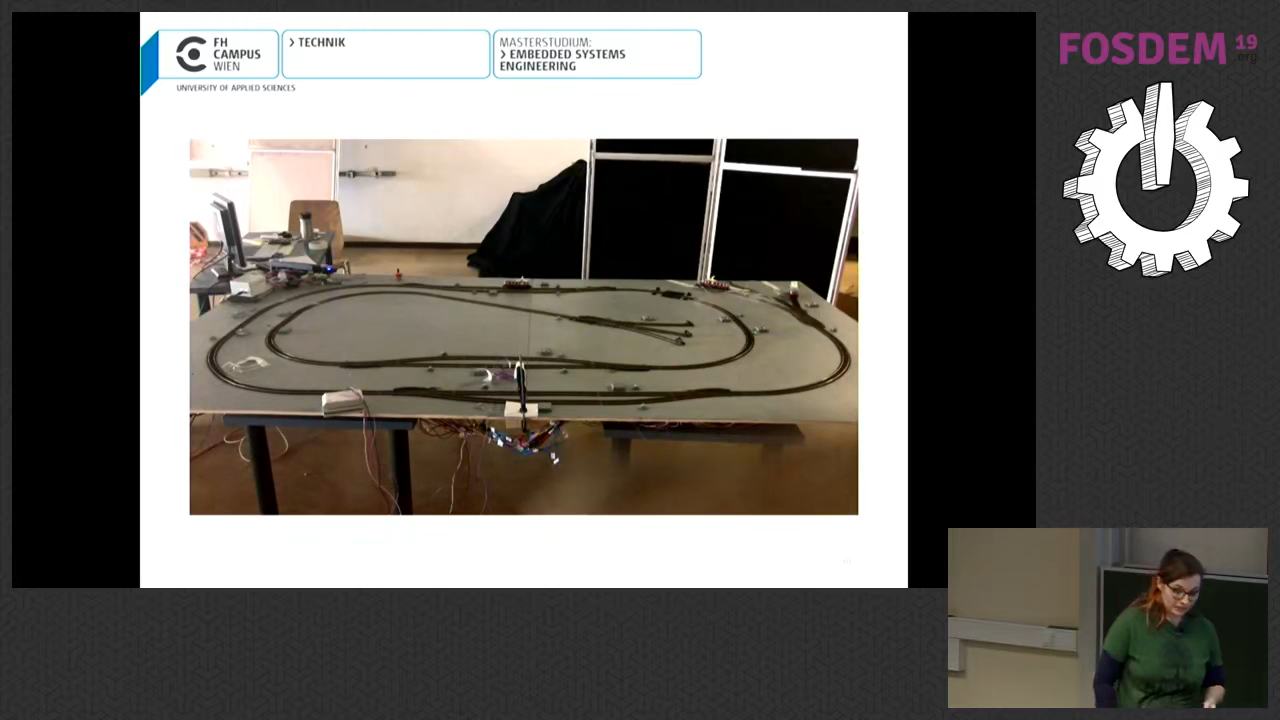 FH
CAMPUS
WIEN
> TECHNIK
MASTERSTUDIUM:
> EMBEDDED SYSTEMS
ENGINEERING
UNIVERSITY OF APPLIED SCIENCES
FOSDEM 19
.org